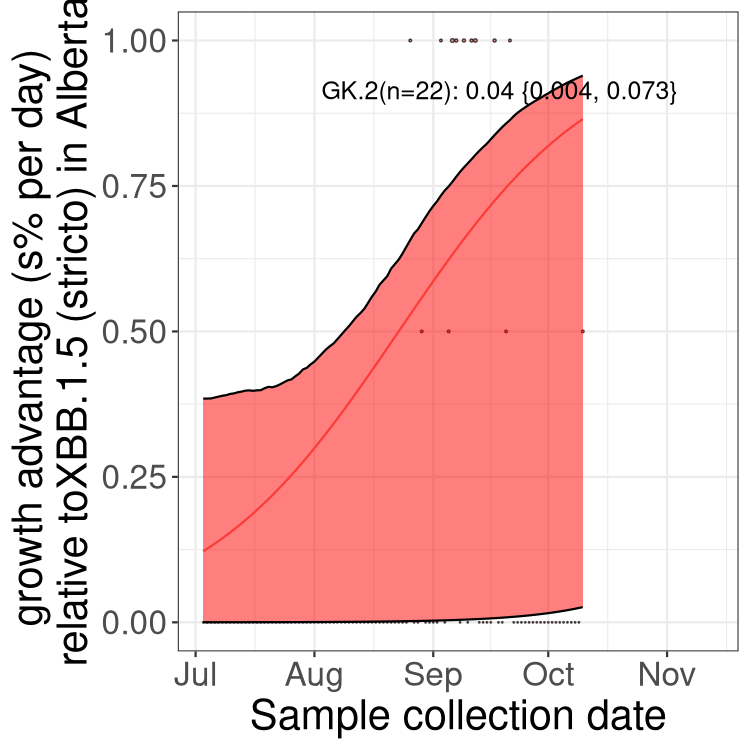 growth advantage (s% per day)
relative toXBB.1.5 (stricto) in Alberta
1.00
0.75
0.50
0.25
0.00
GK.2(n=22): 0.04 {0.004, 0.073}
Jul Aug Sep Oct Nov
Sample collection date